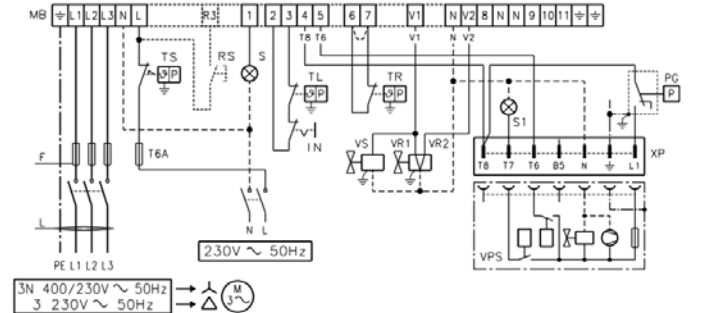 MB ⏚ L1 L2 L3 N L R3 1 2 3 4 5 6 7 V1 N V2 8 N N 9 10 11 ⏚ ⏚
T8 T6 V1 N V2
TS RS S TL TR PG
ϑ P ϑ P ϑ P P
S1
IN
F T6A VS VR1 VR2 XP
T8 T7 T6 B5 N ⏚ L1
L
N L
230V ~ 50Hz
VPS
PE L1 L2 L3
3N 400/230V ~ 50Hz
3 230V ~ 50Hz
M
3~